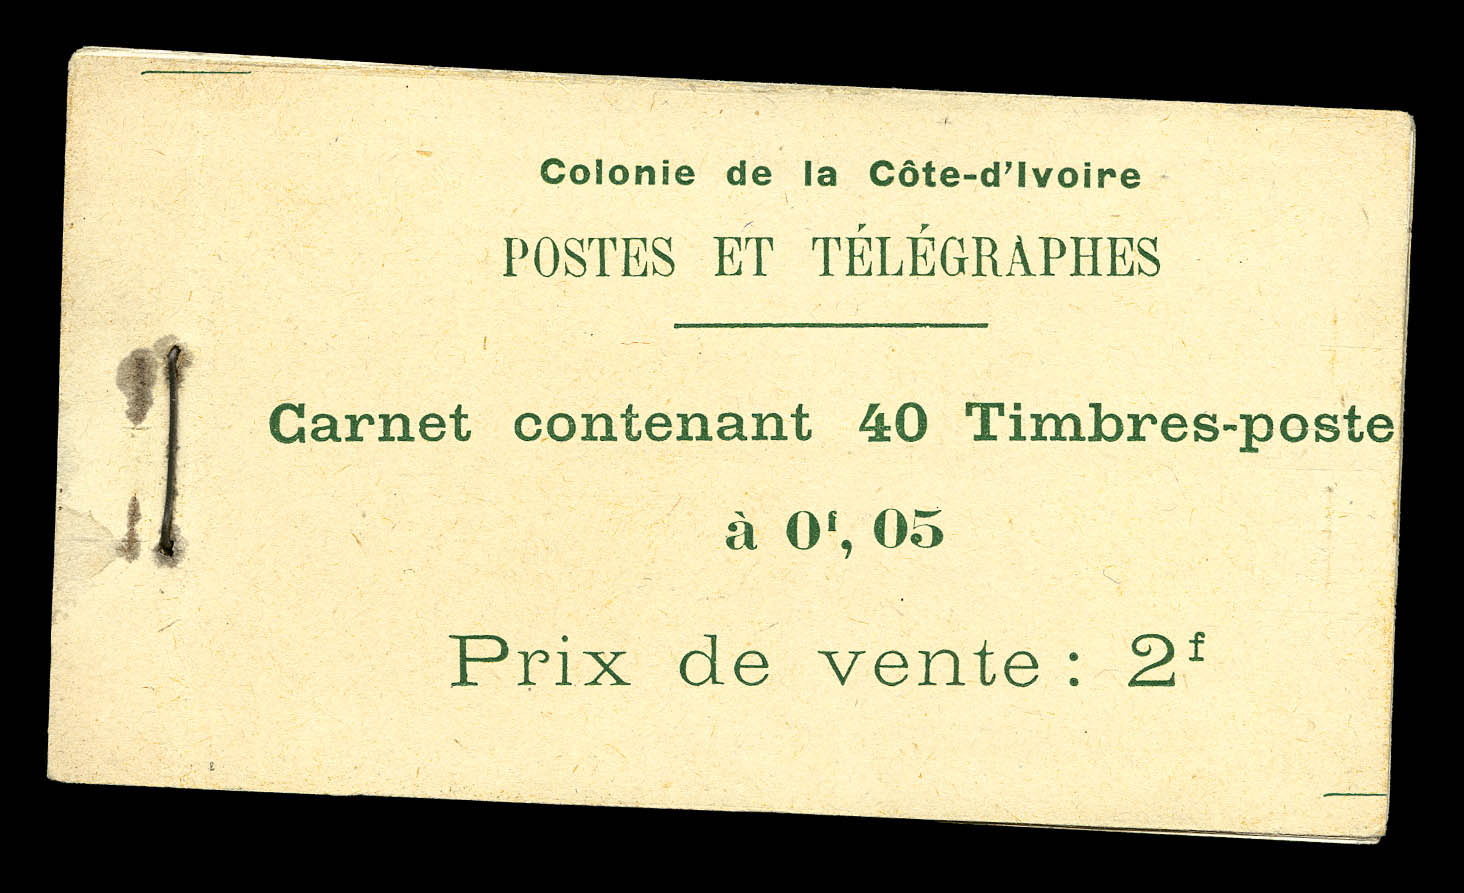 Colonie de la Côte-d'Ivoire
POSTES ET TÉLÉGRAPHES
Carnet contenant 40 Timbres-poste
à 0ᶠ, 05
Prix de vente : 2ᶠ